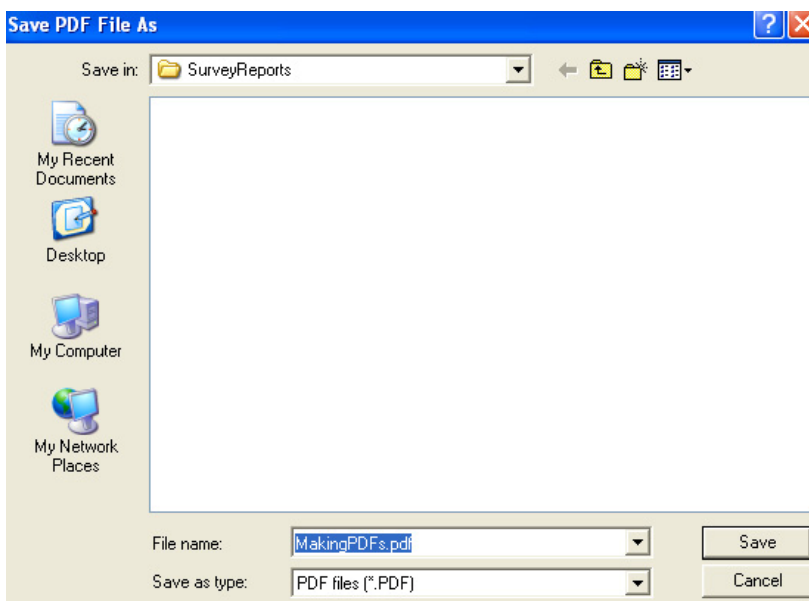 Save PDF File As
Save in: SurveyReports
My Recent
Documents
Desktop
My Computer
My Network
Places
File name: MakingPDFs.pdf Save
Save as type: PDF files (*.PDF) Cancel